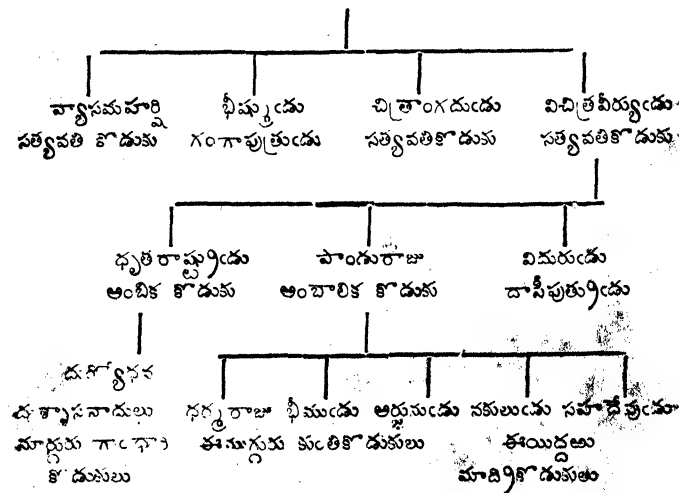 వ్యాసమహర్షి భీష్ముఁడు చిత్రాంగదుఁడు విచిత్రవీర్యుఁడు
సత్యవతి కొడుకు గంగాపుత్రుఁడు సత్యవతికొడుకు సత్యవతికొడుకు
ధృతరాష్ట్రుఁడు పాండురాజు విదురుఁడు
అంబిక కొడుకు అంబాలిక కొడుకు దాసీపుత్రుఁడు
దుర్యోధన
దుశ్శాసనాదులు ధర్మరాజు భీముఁడు అర్జునుఁడు నకులుఁడు సహదేవుఁడు
నూర్గురు గాంధారి ఈమూగ్గురు కుంతికొడుకులు ఈయిద్దఱు
కొడుకులు మాద్రికొడుకులు